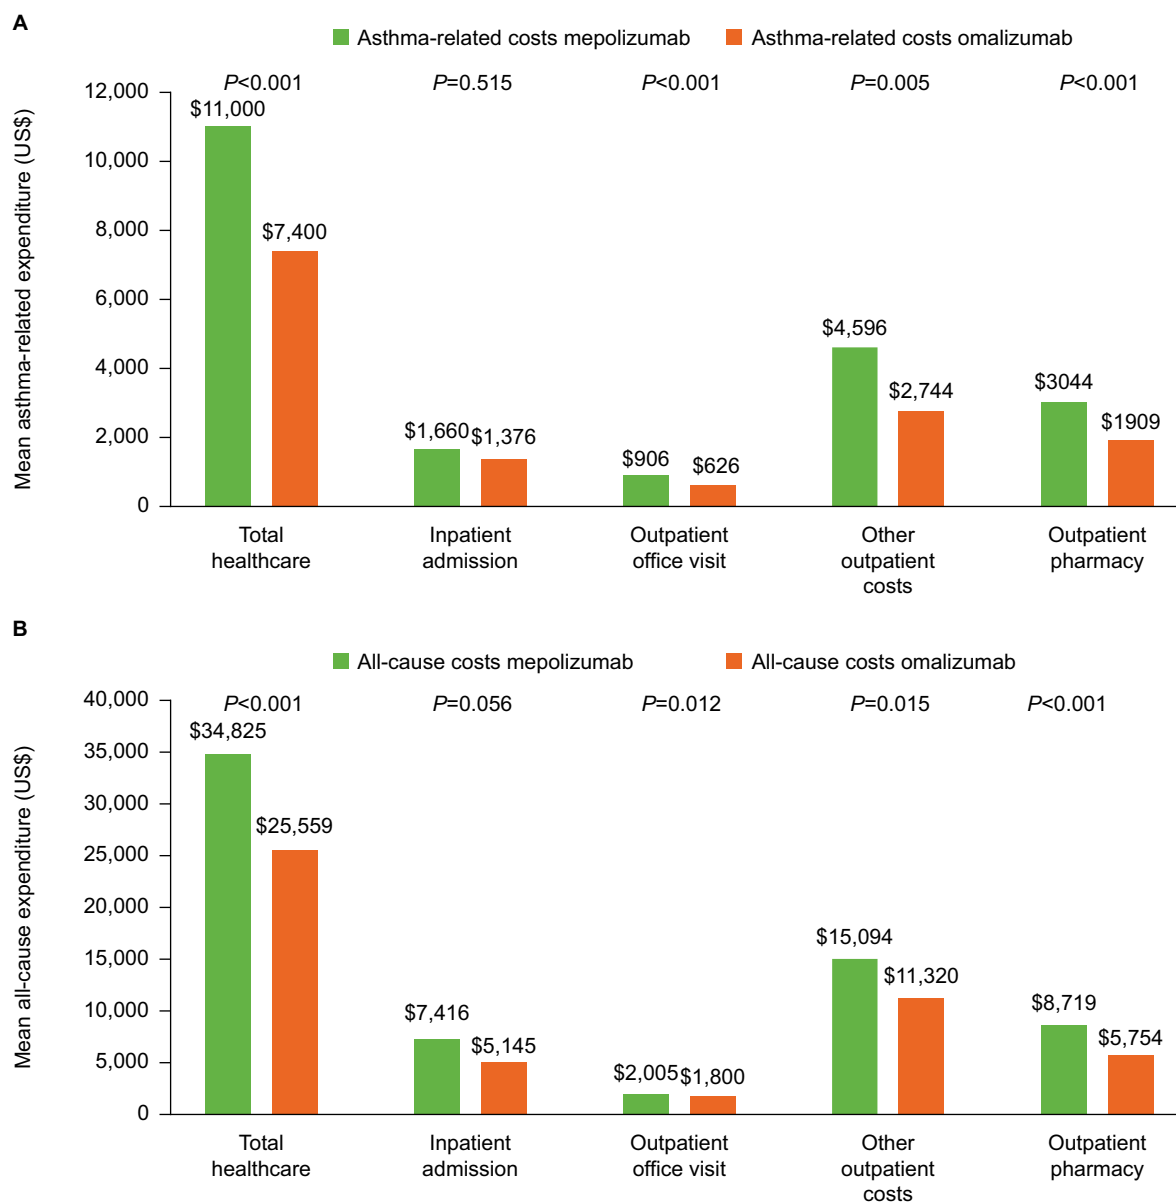 A
Asthma-related costs mepolizumab
Asthma-related costs omalizumab
Mean asthma-related expenditure (US$)
12,000
10,000
8,000
6,000
4,000
2,000
0
P<0.001
P=0.515
P<0.001
P=0.005
P<0.001
$11,000
$7,400
$1,660
$1,376
$906
$626
$4,596
$2,744
$3044
$1909
Total
healthcare
Inpatient
admission
Outpatient
office visit
Other
outpatient
costs
Outpatient
pharmacy
B
All-cause costs mepolizumab
All-cause costs omalizumab
Mean all-cause expenditure (US$)
40,000
35,000
30,000
25,000
20,000
15,000
10,000
5,000
0
P<0.001
P=0.056
P=0.012
P=0.015
P<0.001
$34,825
$25,559
$7,416
$5,145
$2,005
$1,800
$15,094
$11,320
$8,719
$5,754
Total
healthcare
Inpatient
admission
Outpatient
office visit
Other
outpatient
costs
Outpatient
pharmacy